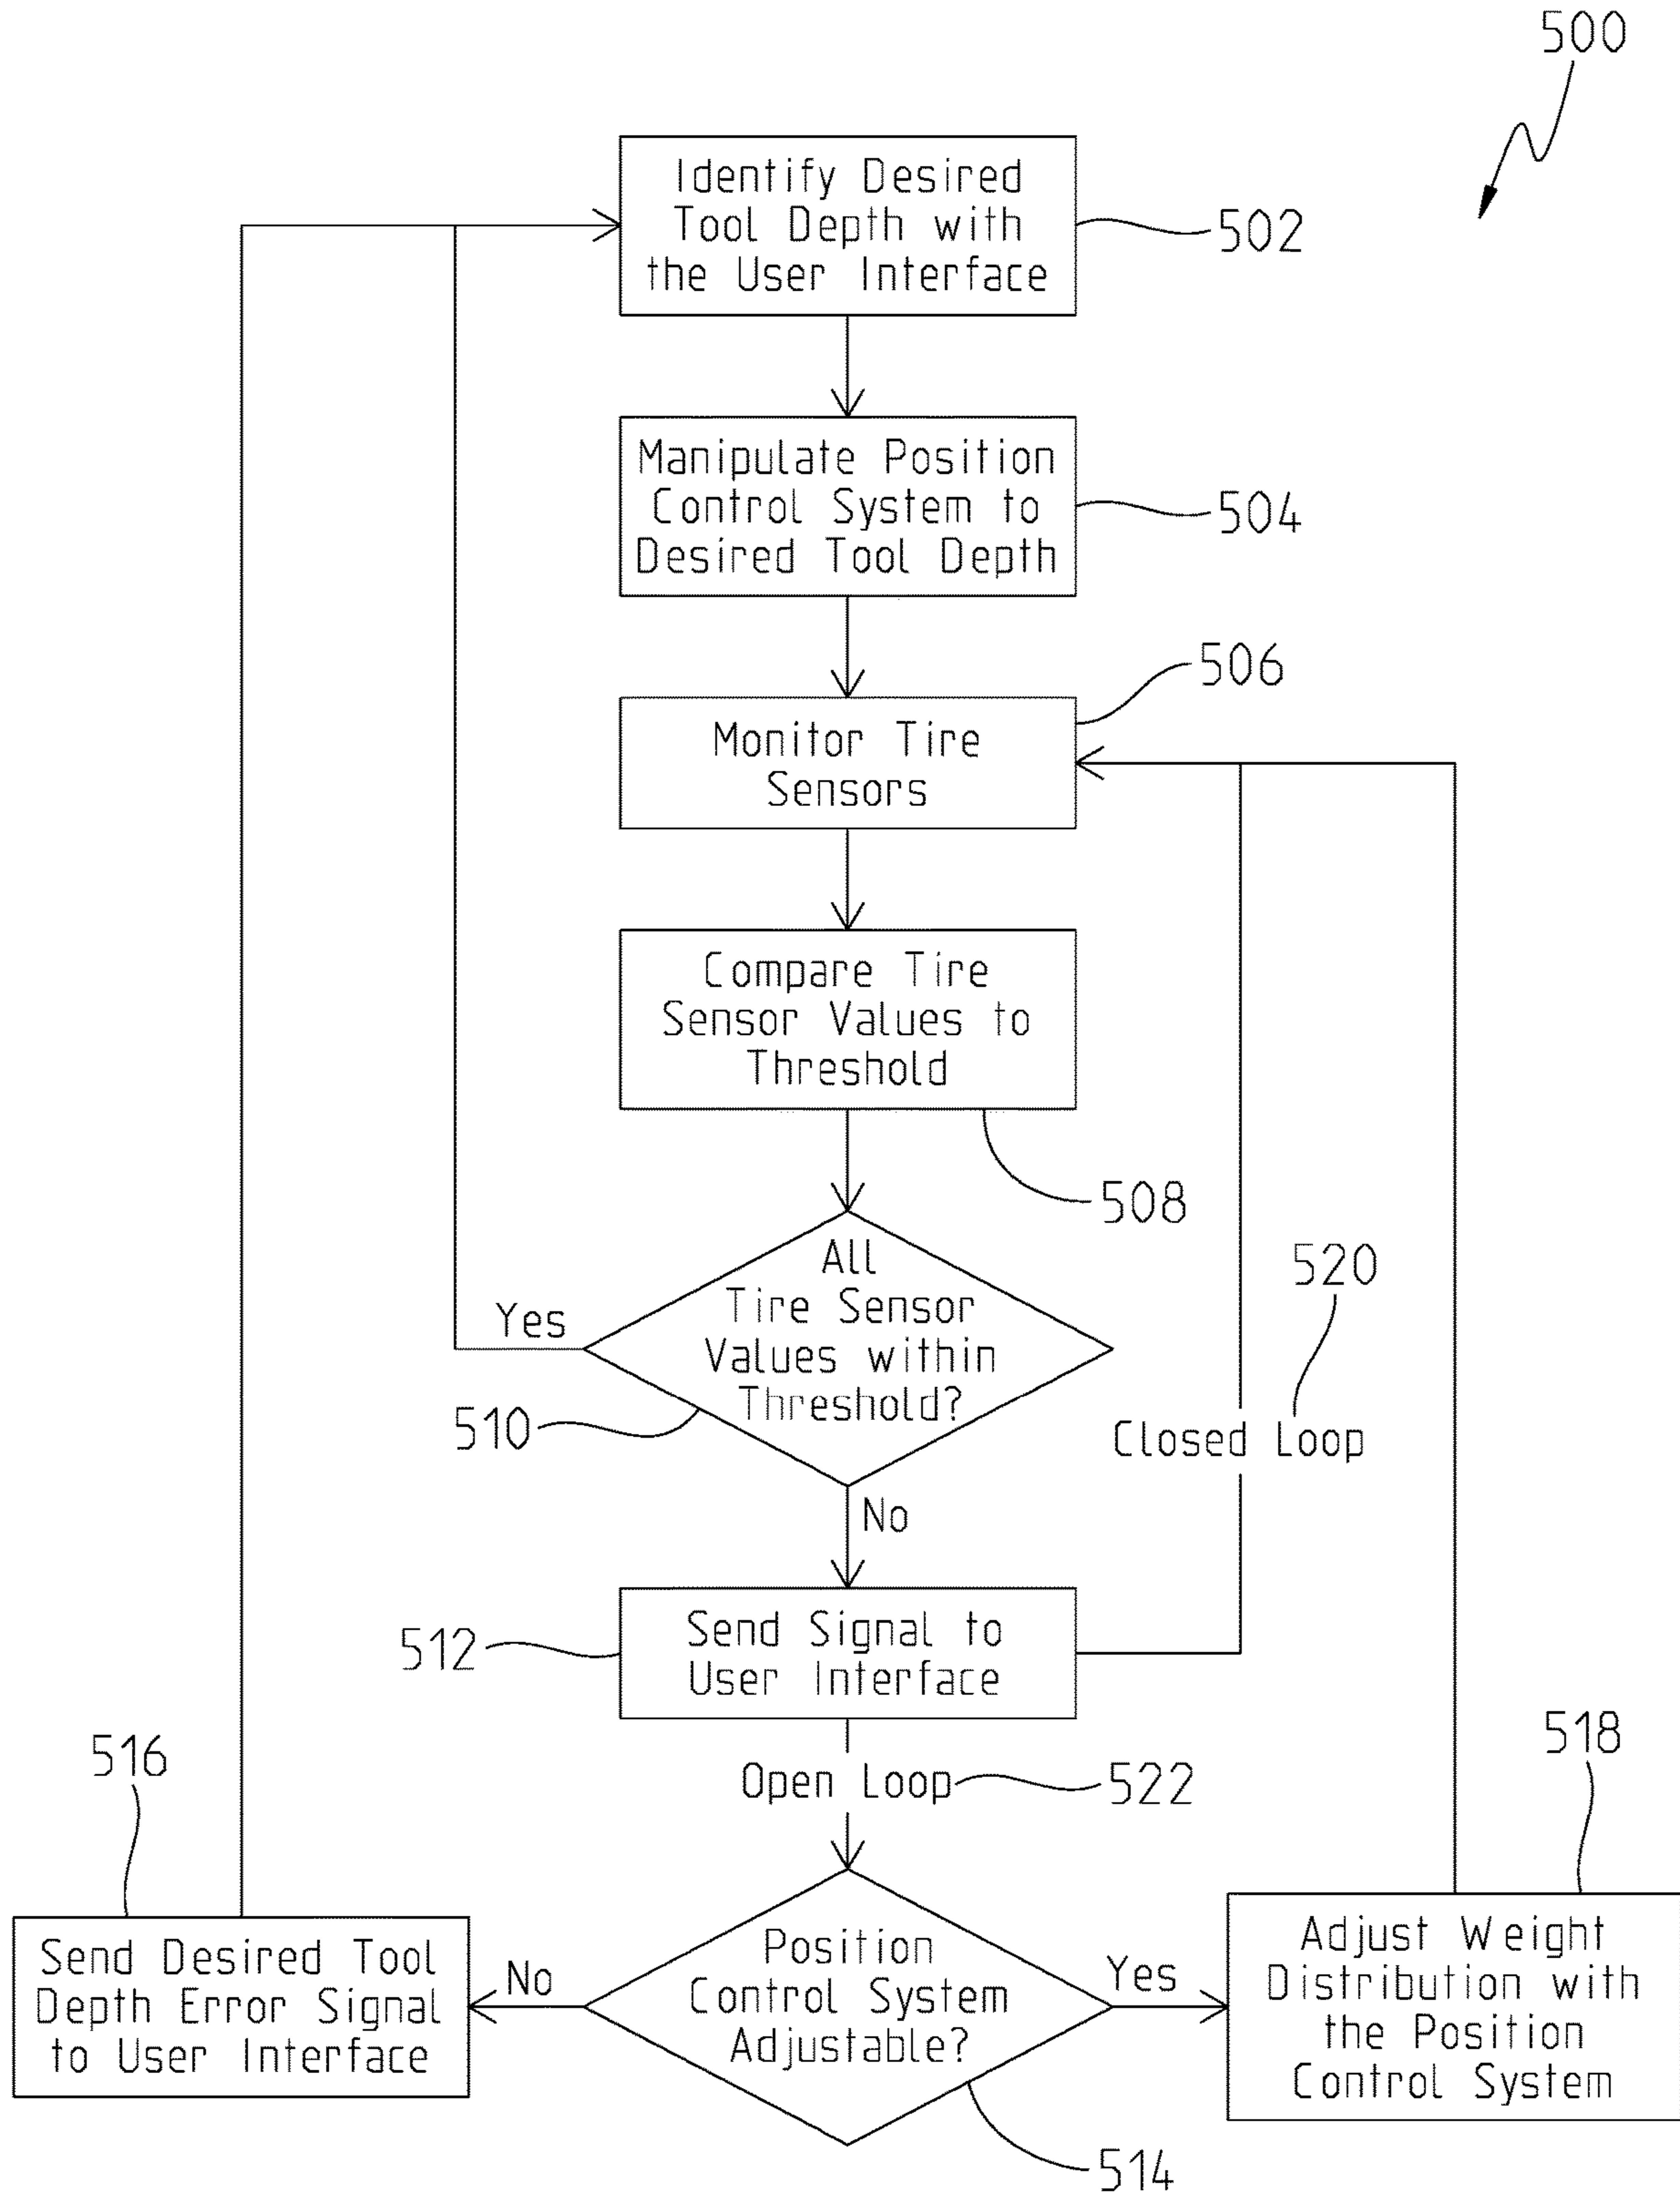 500
Identify Desired
Tool Depth with
the User Interface
502
Manipulate Position
Control System to
Desired Tool Depth
504
506
Monitor Tire
Sensors
Compare Tire
Sensor Values to
Threshold
508
All
Tire Sensor
Values within
Threshold?
Yes
510
520
Closed Loop
No
Send Signal to
User Interface
512
Open Loop
522
516
518
Send Desired Tool
Depth Error Signal
to User Interface
No
Position
Control System
Adjustable?
Yes
Adjust Weight
Distribution with
the Position
Control System
514